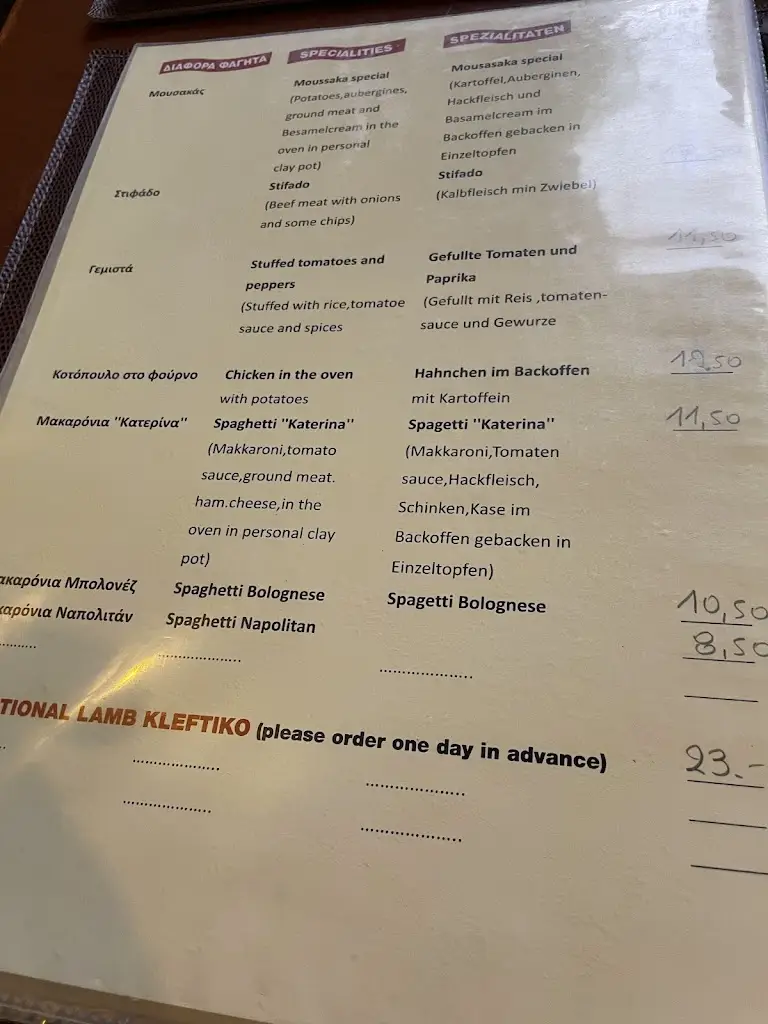 ΔΙΑΦΟΡΑ ΦΑΓΗΤΑ SPECIALITIES SPEZIALITATEN
Μουσακάς Moussaka special Mousasaka special
(Potatoes,aubergines, (Kartoffel,Auberginen,
ground meat and Hackfleisch und
Besamelcream in the Basamelcream im
oven in personal Backoffen gebacken in
clay pot) Einzeltopfen
Στιφάδο Stifado Stifado
(Beef meat with onions (Kalbfleisch min Zwiebel)
and some chips)
11,50
Γεμιστά Stuffed tomatoes and Gefullte Tomaten und
peppers Paprika
(Stuffed with rice,tomatoe (Gefullt mit Reis ,tomaten-
sauce and spices sauce und Gewurze
Κοτόπουλο στο φούρνο Chicken in the oven Hahnchen im Backoffen
with potatoes mit Kartoffein
Μακαρόνια "Κατερίνα" Spaghetti "Katerina" Spagetti "Katerina" 11,50
(Makkaroni,tomato (Makkaroni,Tomaten
sauce,ground meat. sauce,Hackfleisch,
ham.cheese,in the Schinken,Kase im
oven in personal clay Backoffen gebacken in
pot) Einzeltopfen)
ακαρόνια Μπολονέζ Spaghetti Bolognese Spagetti Bolognese 10,50
καρόνια Ναπολιτάν Spaghetti Napolitan 8,50
TIONAL LAMB KLEFTIKO (please order one day in advance) 23.-